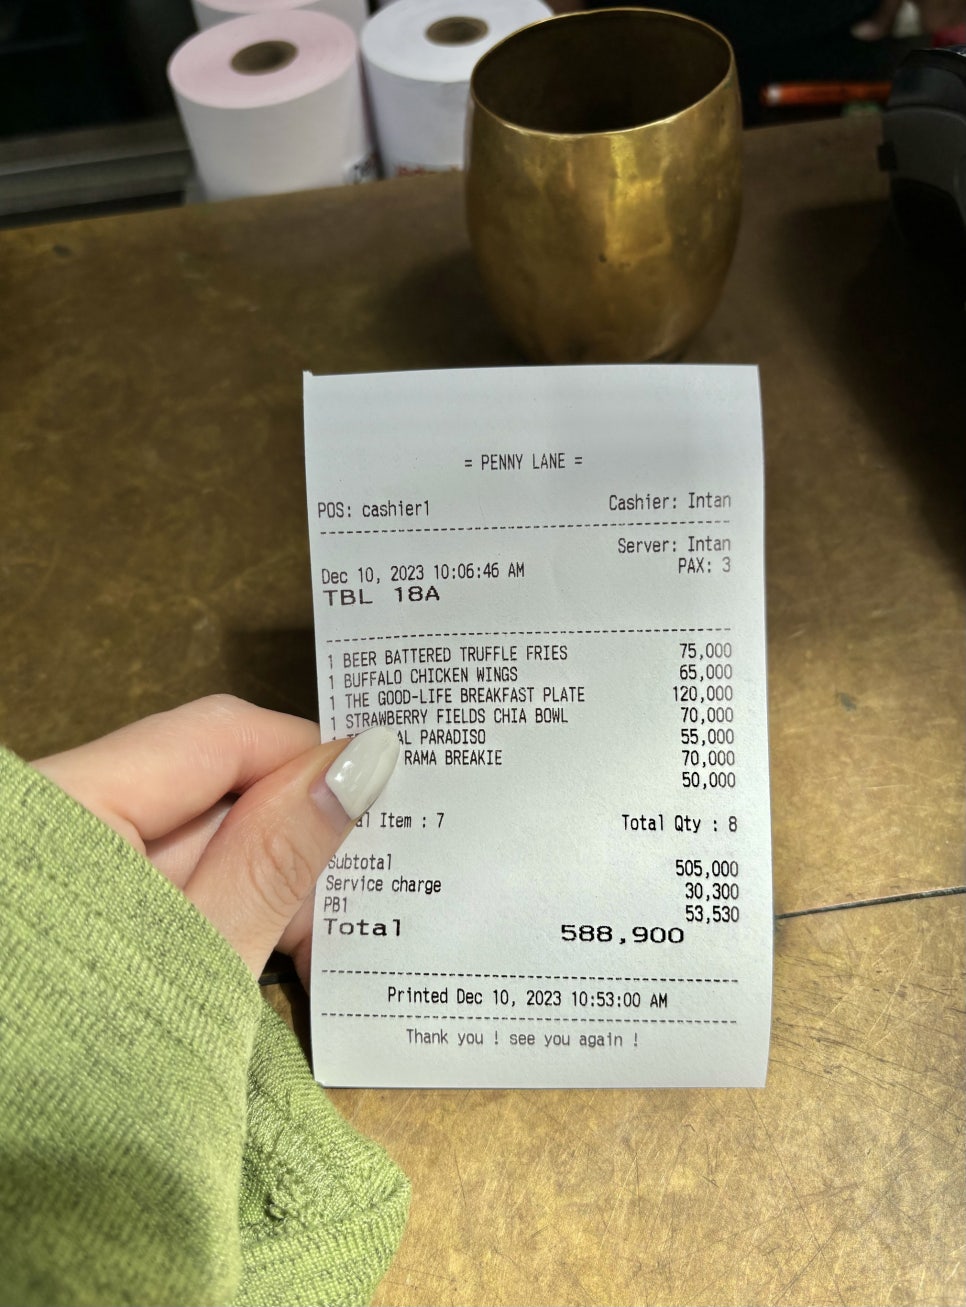 = PENNY LANE =
POS: cashier1 Cashier: Intan
Server: Intan
Dec 10, 2023 10:06:46 AM PAX: 3
TBL 18A
1 BEER BATTERED TRUFFLE FRIES 75,000
1 BUFFALO CHICKEN WINGS 65,000
1 THE GOOD-LIFE BREAKFAST PLATE 120,000
1 STRAWBERRY FIELDS CHIA BOWL 70,000
1 PARADISO 55,000
RAMA BREAKIE 70,000
50,000
Item : 7 Total Qty : 8
Subtotal 505,000
Service charge 30,300
PB1 53,530
Total 588,900
Printed Dec 10, 2023 10:53:00 AM
Thank you ! see you again !